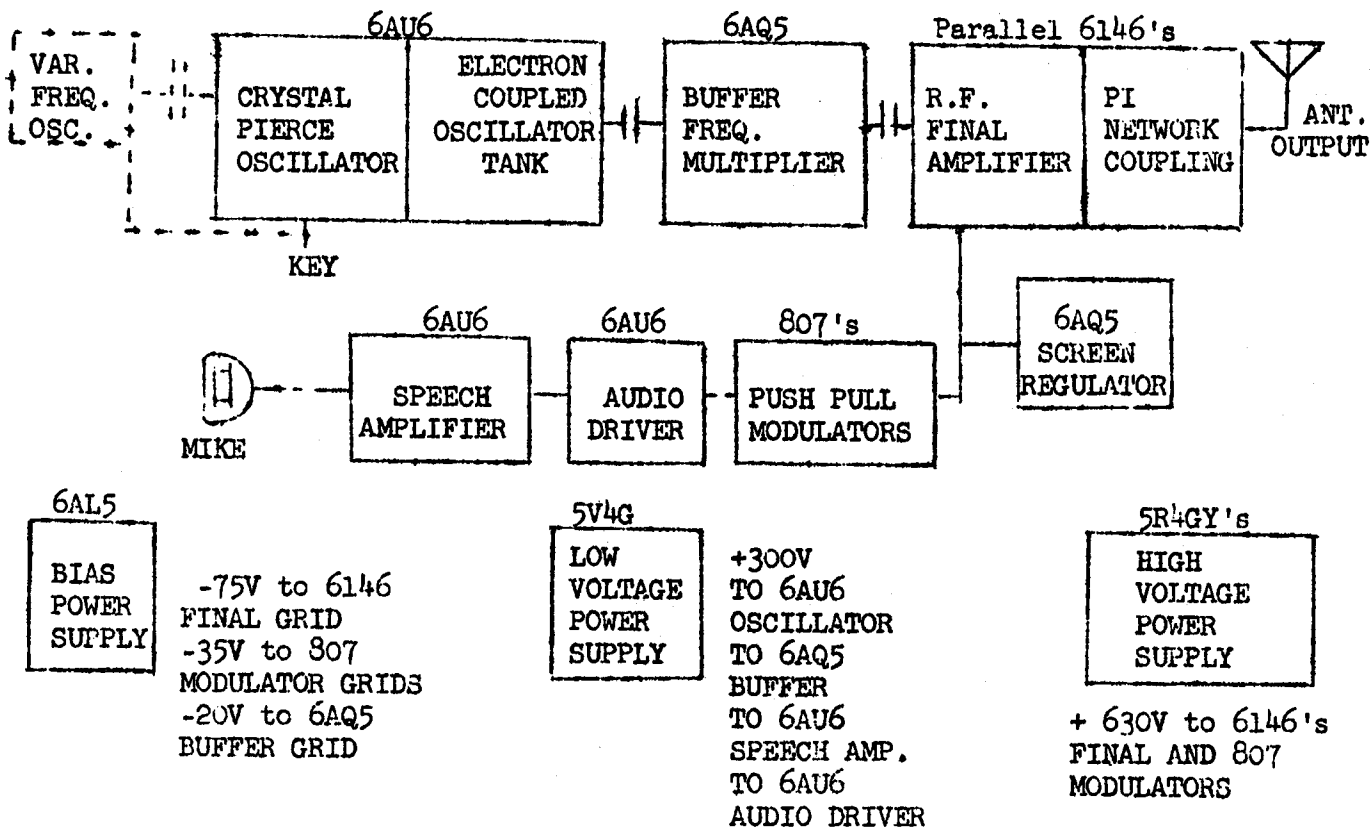 6AU6
6AQ5
Parallel 6146's
VAR.
FREQ.
OSC.
CRYSTAL
PIERCE
OSCILLATOR
ELECTRON
COUPLED
OSCILLATOR
TANK
BUFFER
FREQ.
MULTIPLIER
R.F.
FINAL
AMPLIFIER
PI
NETWORK
COUPLING
ANT.
OUTPUT
KEY
6AU6
6AU6
807's
6AQ5
SCREEN
REGULATOR
MIKE
SPEECH
AMPLIFIER
AUDIO
DRIVER
PUSH PULL
MODULATORS
6AL5
BIAS
POWER
SUPPLY
-75V to 6146
FINAL GRID
-35V to 807
MODULATOR GRIDS
-20V to 6AQ5
BUFFER GRID
5V4G
LOW
VOLTAGE
POWER
SUPPLY
+300V
TO 6AU6
OSCILLATOR
TO 6AQ5
BUFFER
TO 6AU6
SPEECH AMP.
TO 6AU6
AUDIO DRIVER
5R4GY's
HIGH
VOLTAGE
POWER
SUPPLY
+ 630V to 6146's
FINAL AND 807
MODULATORS